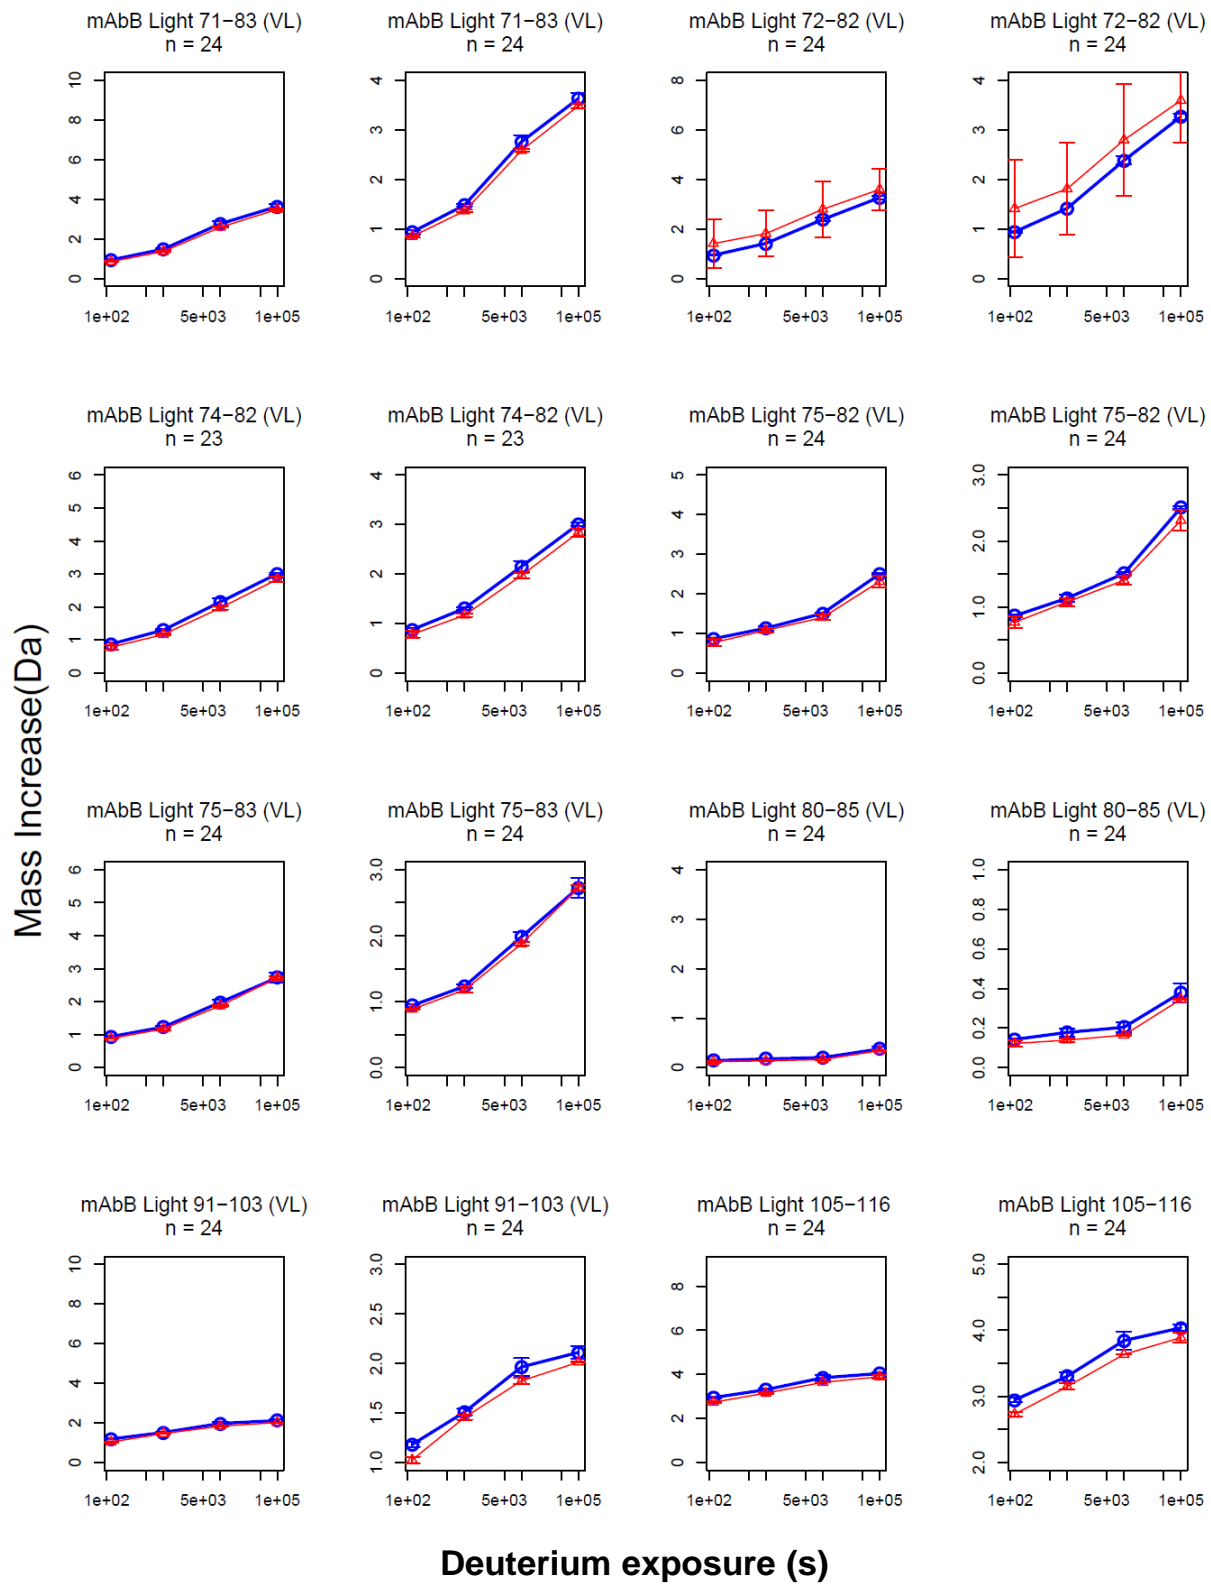 mAbB Light 71−83 (VL)
n = 24
mAbB Light 71−83 (VL)
n = 24
mAbB Light 72−82 (VL)
n = 24
mAbB Light 72−82 (VL)
n = 24
0 2 4 6 8 10
0 1 2 3 4
0 2 4 6 8
0 1 2 3 4
1e+02 5e+03 1e+05
1e+02 5e+03 1e+05
1e+02 5e+03 1e+05
1e+02 5e+03 1e+05
mAbB Light 74−82 (VL)
n = 23
mAbB Light 74−82 (VL)
n = 23
mAbB Light 75−82 (VL)
n = 24
mAbB Light 75−82 (VL)
n = 24
0 1 2 3 4 5 6
0 1 2 3 4
0 1 2 3 4 5
0.0 1.0 2.0 3.0
1e+02 5e+03 1e+05
1e+02 5e+03 1e+05
1e+02 5e+03 1e+05
1e+02 5e+03 1e+05
Mass Increase(Da)
mAbB Light 75−83 (VL)
n = 24
mAbB Light 75−83 (VL)
n = 24
mAbB Light 80−85 (VL)
n = 24
mAbB Light 80−85 (VL)
n = 24
0 1 2 3 4 5 6
0.0 1.0 2.0 3.0
0 1 2 3 4
0.0 0.2 0.4 0.6 0.8 1.0
1e+02 5e+03 1e+05
1e+02 5e+03 1e+05
1e+02 5e+03 1e+05
1e+02 5e+03 1e+05
mAbB Light 91−103 (VL)
n = 24
mAbB Light 91−103 (VL)
n = 24
mAbB Light 105−116
n = 24
mAbB Light 105−116
n = 24
0 2 4 6 8 10
1.0 1.5 2.0 2.5 3.0
0 2 4 6 8
2.0 3.0 4.0 5.0
1e+02 5e+03 1e+05
1e+02 5e+03 1e+05
1e+02 5e+03 1e+05
1e+02 5e+03 1e+05
Deuterium exposure (s)